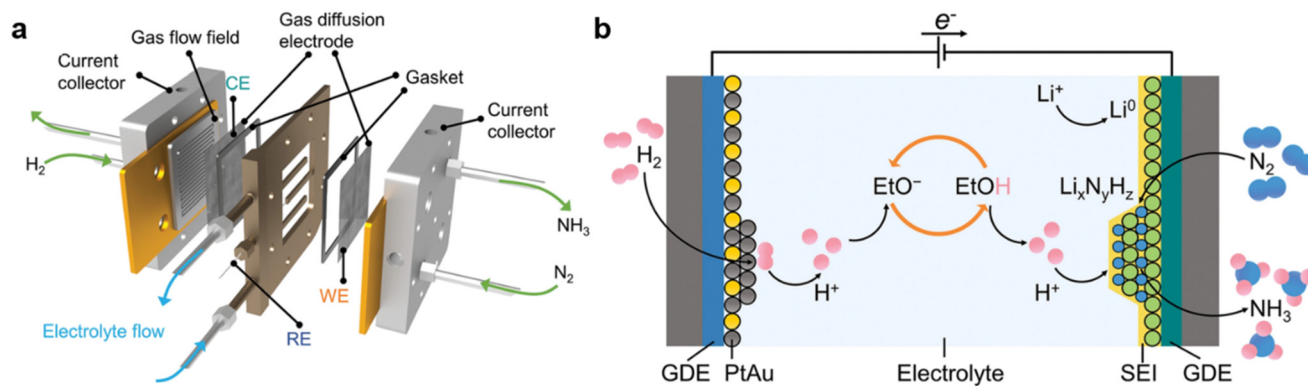 a
Gas diffusion
electrode
Gas flow field
Current
collector
CE
Gasket
Current
collector
H₂
NH₃
N₂
WE
RE
Electrolyte flow
b
e⁻
Li⁺
Li⁰
H₂
N₂
EtO⁻
EtOH
LiₓNᵧH_z
H⁺
H⁺
NH₃
GDE
PtAu
Electrolyte
SEI
GDE